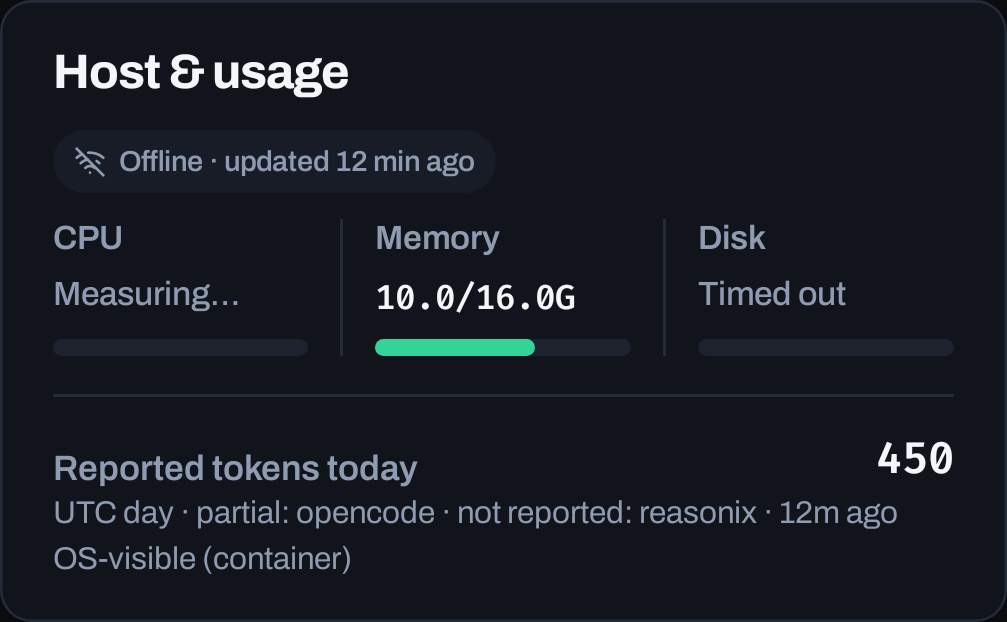 Host & usage
Offline · updated 12 min ago
CPU
Measuring...
Memory
10.0/16.0G
Disk
Timed out
Reported tokens today
450
UTC day · partial: opencode · not reported: reasonix · 12m ago
OS-visible (container)